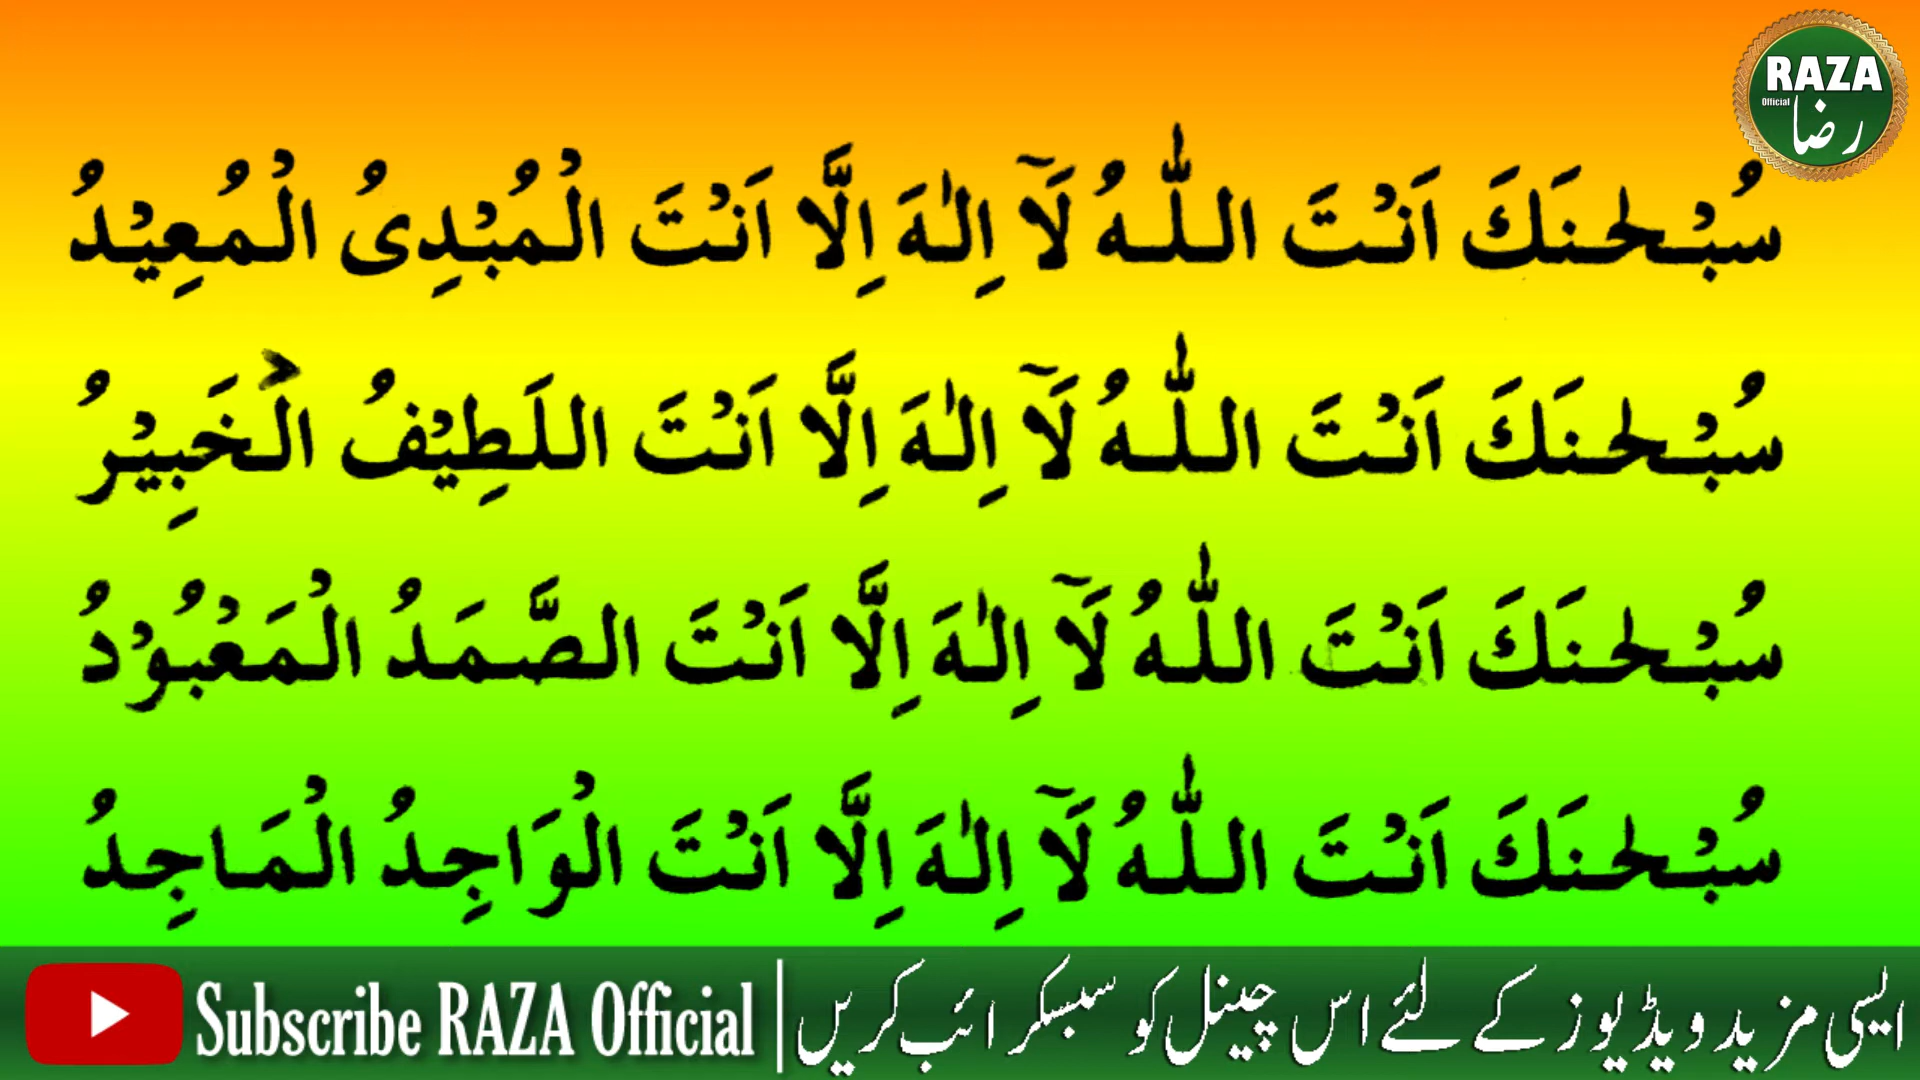 RAZA
Official
رضا
سُبْحٰنَكَ اَنْتَ اللّٰهُ لَآ اِلٰهَ اِلَّا اَنْتَ الْمُبْدِیُٔ الْمُعِیْدُ
سُبْحٰنَكَ اَنْتَ اللّٰهُ لَآ اِلٰهَ اِلَّا اَنْتَ اللَطِیْفُ الْخَبِیْرُ
سُبْحٰنَكَ اَنْتَ اللّٰهُ لَآ اِلٰهَ اِلَّا اَنْتَ الصَّمَدُ الْمَعْبُوْدُ
سُبْحٰنَكَ اَنْتَ اللّٰهُ لَآ اِلٰهَ اِلَّا اَنْتَ الْوَاجِدُ الْمَاجِدُ
Subscribe RAZA Official | ایسی مزید ویڈیوز کے لئے اس چینل کو سبسکرائب کریں